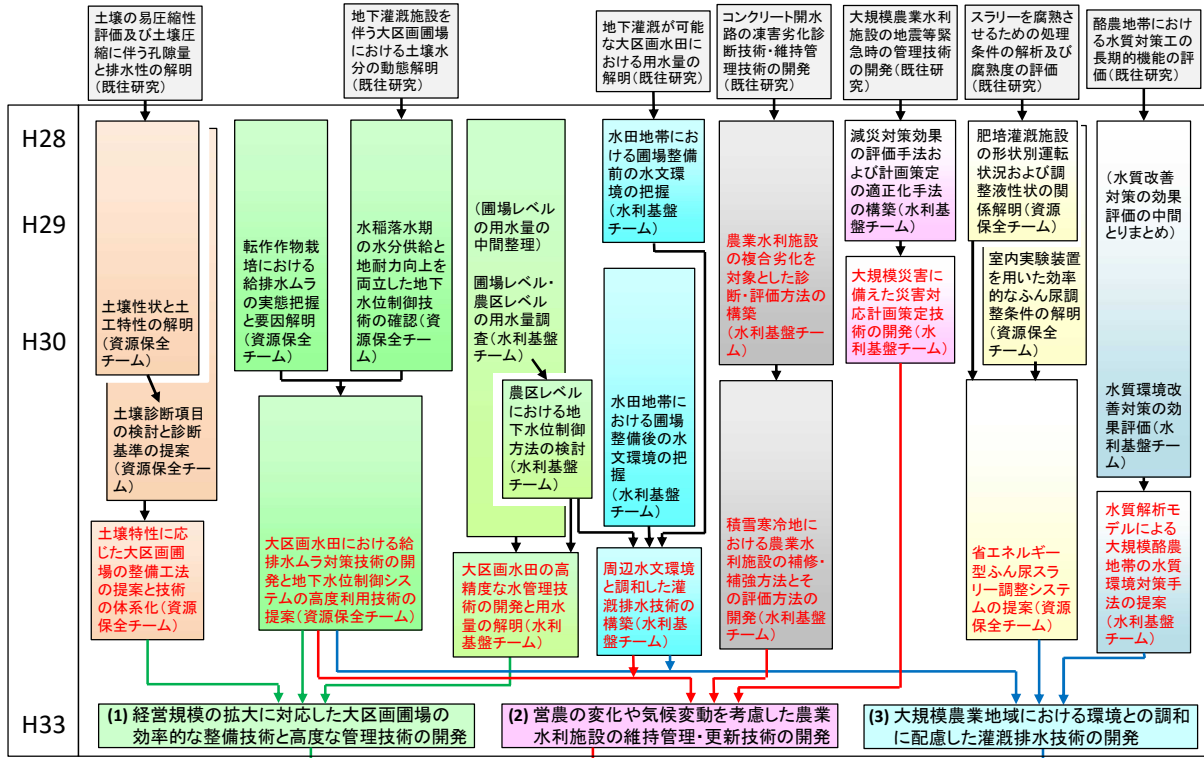 土壌の易圧縮性
評価及び土壌圧
縮に伴う孔隙量
と排水性の解明
(既往研究)
地下灌漑施設を
伴う大区画圃場
における土壌水
分の動態解明
(既往研究)
地下灌漑が可能
な大区画水田に
おける用水量の
解明(既往研究)
コンクリート開水
路の凍害劣化診
断技術・維持管
理技術の開発
(既往研究)
大規模農業水利
施設の地震等緊
急時の管理技術
の開発(既往研
究)
スラリーを腐熟さ
せるための処理
条件の解析及び
腐熟度の評価
(既往研究)
酪農地帯におけ
る水質対策工の
長期的機能の評
価(既往研究)
H28
H29
H30
H33
土壌性状と土
工特性の解明
(資源保全
チーム)
土壌診断項目
の検討と診断
基準の提案
(資源保全チー
ム)
土壌特性に応
じた大区画圃
場の整備工法
の提案と技術
の体系化(資源
保全チーム)
転作作物栽
培における
給排水ムラ
の実態把握
と要因解明
(資源保全
チーム)
水稲落水期
の水分供給と
地耐力向上を
両立した地下
水位制御技
術の確認(資
源保全チーム)
大区画水田における給
排水ムラ対策技術の開
発と地下水位制御シス
テムの高度利用技術の
提案(資源保全チーム)
(圃場レベル
の用水量の
中間整理)
圃場レベル・
農区レベル
の用水量調
査(水利基盤
チーム)
農区レベル
における地
下水位制御
方法の検討
(水利基盤
チーム)
大区画水田の高
精度な水管理技
術の開発と用水
量の解明(水利
基盤チーム)
水田地帯にお
ける圃場整備
前の水文環
境の把握
(水利基盤
チーム)
水田地帯に
おける圃場
整備後の水
文環境の把
握
(水利基盤
チーム)
周辺水文環境
と調和した灌
漑排水技術の
構築(水利基
盤チーム)
農業水利施設
の複合劣化を
対象とした診
断・評価方法の
構築
(水利基盤チー
ム)
積雪寒冷地に
おける農業水
利施設の補修・
補強方法とそ
の評価方法の
開発(水利基盤
チーム)
減災対策効果
の評価手法お
よび計画策定
の適正化手法
の構築(水利基
盤チーム)
大規模災害に
備えた災害対
応計画策定技
術の開発(水
利基盤チーム)
肥培灌漑施設
の形状別運転
状況および調
整液性状の関
係解明(資源
保全チーム)
室内実験装置
を用いた効率
的なふん尿調
整条件の解明
(資源保全
チーム)
省エネルギー
型ふん尿スラ
リー調整シス
テムの提案(資源
保全チーム)
(水質改善
対策の効果
評価の中間
とりまとめ)
水質環境改
善対策の効
果評価(水
利基盤チー
ム)
水質解析モ
デルによる
大規模酪農
地帯の水質
環境対策手
法の提案
(水利基盤
チーム)
(1) 経営規模の拡大に対応した大区画圃場の
効率的な整備技術と高度な管理技術の開発
(2) 営農の変化や気候変動を考慮した農業
水利施設の維持管理・更新技術の開発
(3) 大規模農業地域における環境との調和
に配慮した灌漑排水技術の開発